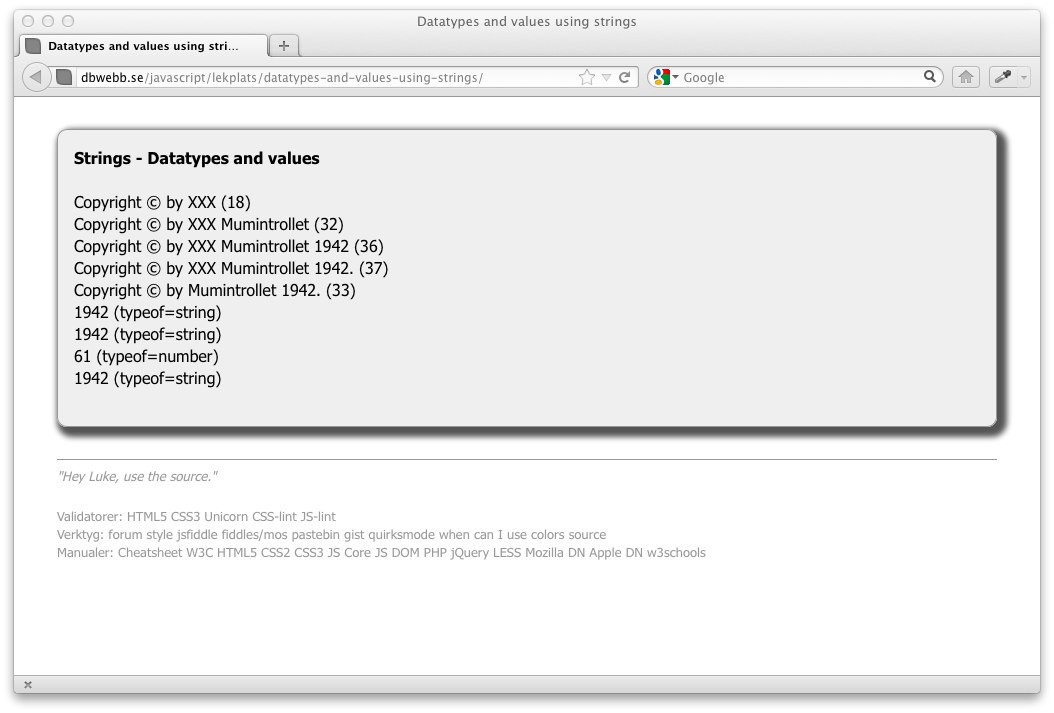 Datatypes and values using strings
Datatypes and values using stri...
dbwebb.se/javascript/lekplats/datatypes-and-values-using-strings/
Google
Strings - Datatypes and values
Copyright © by XXX (18)
Copyright © by XXX Mumintrollet (32)
Copyright © by XXX Mumintrollet 1942 (36)
Copyright © by XXX Mumintrollet 1942. (37)
Copyright © by Mumintrollet 1942. (33)
1942 (typeof=string)
1942 (typeof=string)
61 (typeof=number)
1942 (typeof=string)
"Hey Luke, use the source."
Validatorer: HTML5 CSS3 Unicorn CSS-lint JS-lint
Verktyg: forum style jsfiddle fiddles/mos pastebin gist quirksmode when can I use colors source
Manualer: Cheatsheet W3C HTML5 CSS2 CSS3 JS Core JS DOM PHP jQuery LESS Mozilla DN Apple DN w3schools